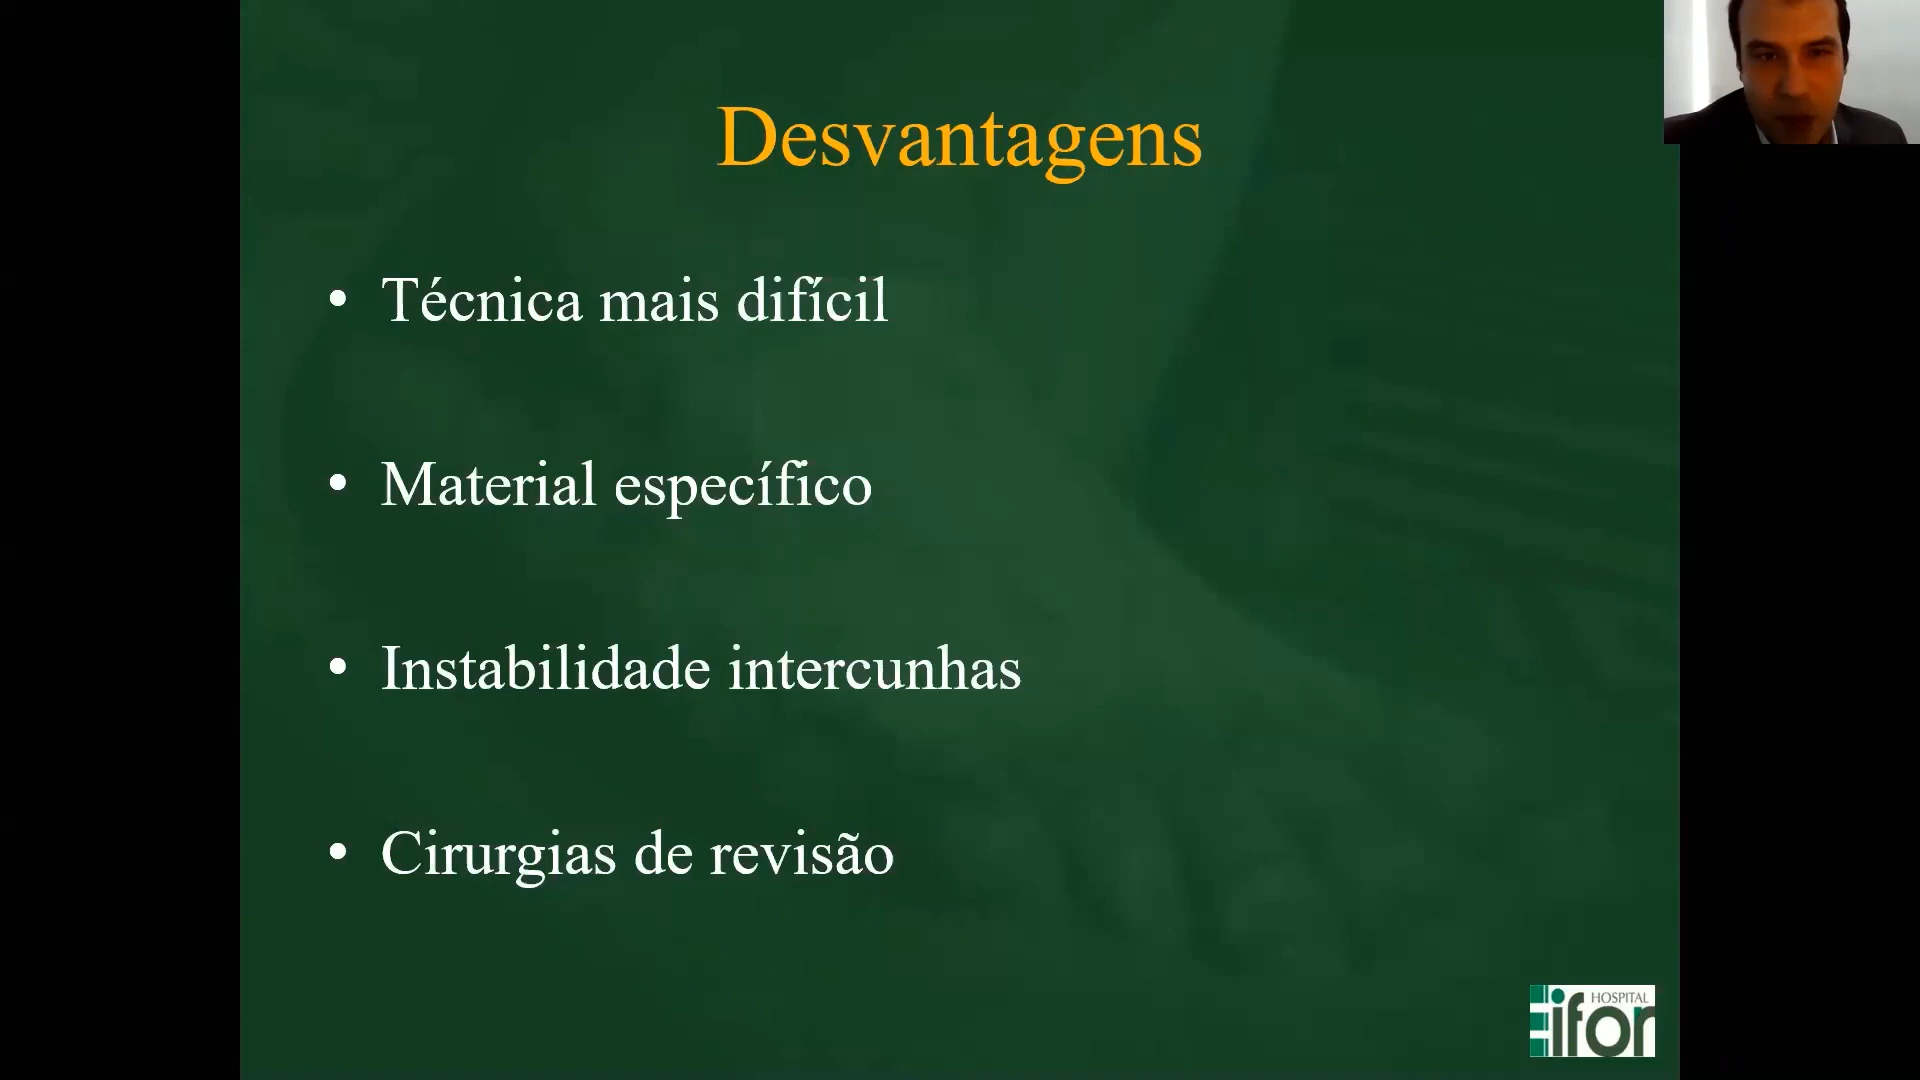 Desvantagens
• Técnica mais difícil
• Material específico
• Instabilidade intercunhas
• Cirurgias de revisão
HOSPITAL
ifor